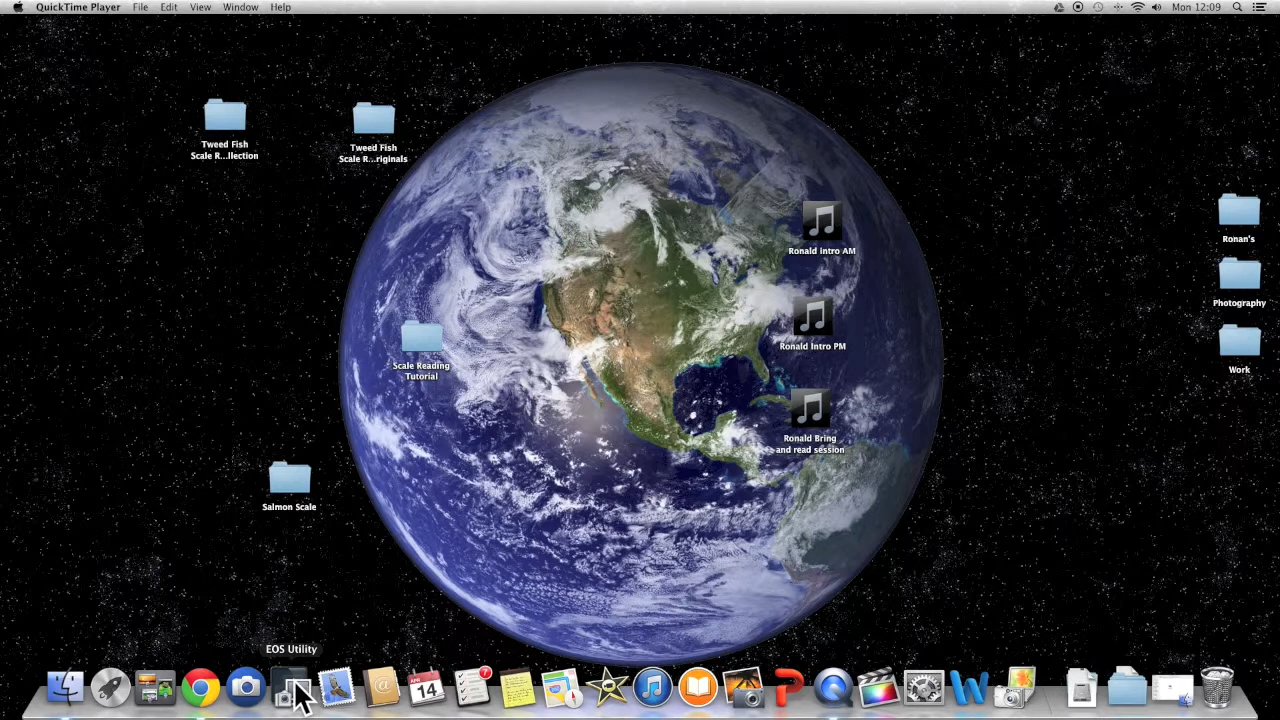 QuickTime Player File Edit View Window Help Mon 12:09
Tweed Fish
Scale R...llection
Tweed Fish
Scale R...riginals
Ronan's
Ronald intro AM
Photography
Ronald Intro PM
Scale Reading
Tutorial
Work
Ronald Bring
and read session
Salmon Scale
EOS Utility
14